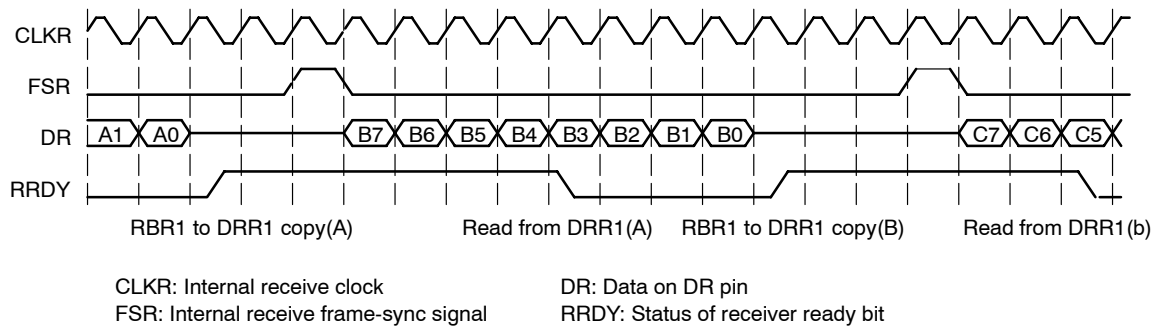 CLKR
FSR
DR A1 A0 B7 B6 B5 B4 B3 B2 B1 B0 C7 C6 C5
RRDY
RBR1 to DRR1 copy(A) Read from DRR1(A) RBR1 to DRR1 copy(B) Read from DRR1(b)
CLKR: Internal receive clock DR: Data on DR pin
FSR: Internal receive frame-sync signal RRDY: Status of receiver ready bit